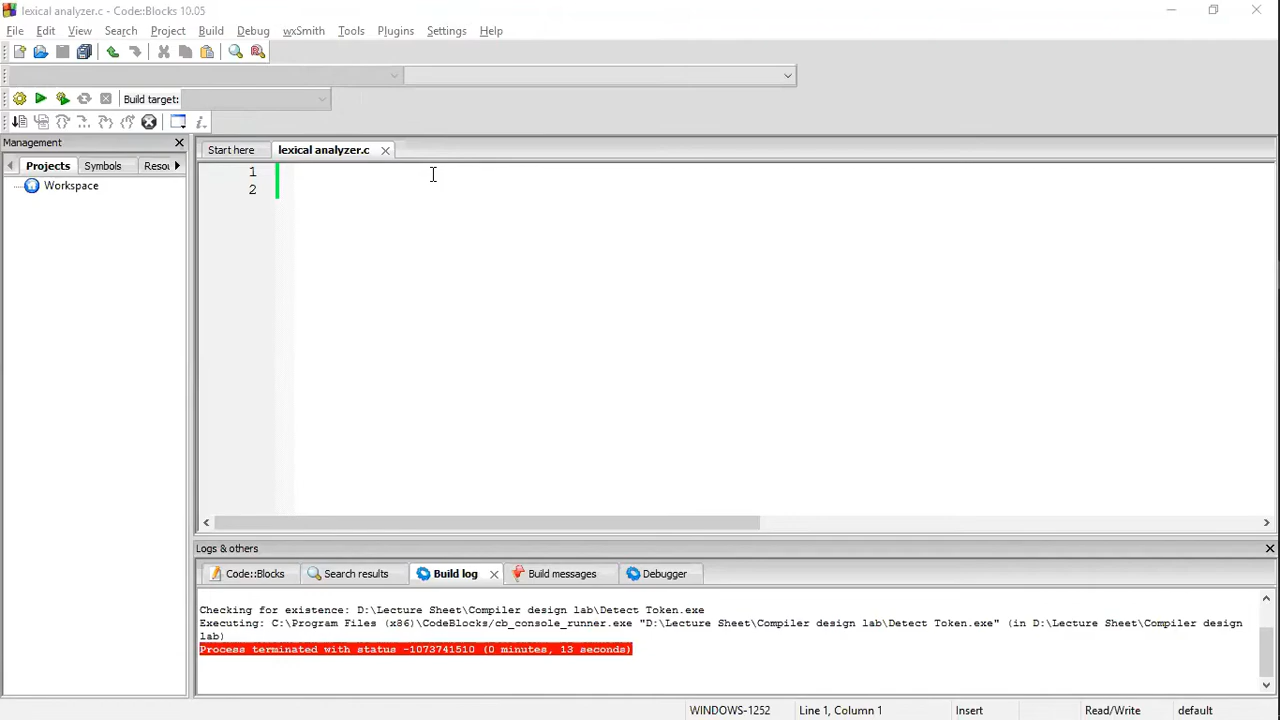 lexical analyzer.c - Code::Blocks 10.05
File Edit View Search Project Build Debug wxSmith Tools Plugins Settings Help
Build target:
Management
Start here lexical analyzer.c
Projects Symbols Resou
Workspace
1
2
Logs & others
Code::Blocks Search results Build log Build messages Debugger
Checking for existence: D:\Lecture Sheet\Compiler design lab\Detect Token.exe
Executing: C:\Program Files (x86)\CodeBlocks/cb_console_runner.exe "D:\Lecture Sheet\Compiler design lab\Detect Token.exe" (in D:\Lecture Sheet\Compiler design
lab)
Process terminated with status -1073741510 (0 minutes, 13 seconds)
WINDOWS-1252 Line 1, Column 1 Insert Read/Write default